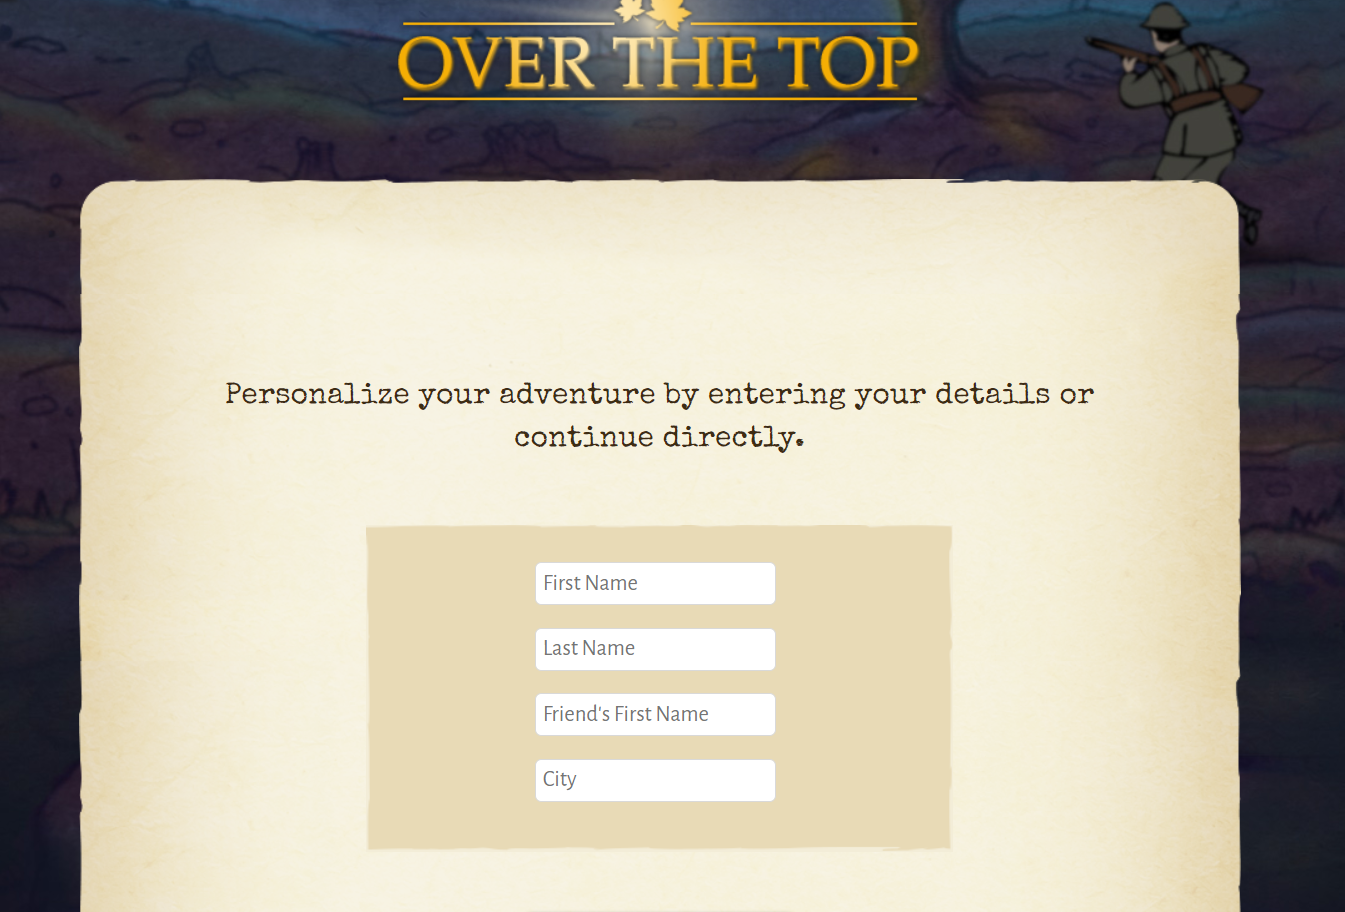 OVER THE TOP
Personalize your adventure by entering your details or
continue directly.
First Name
Last Name
Friend's First Name
City